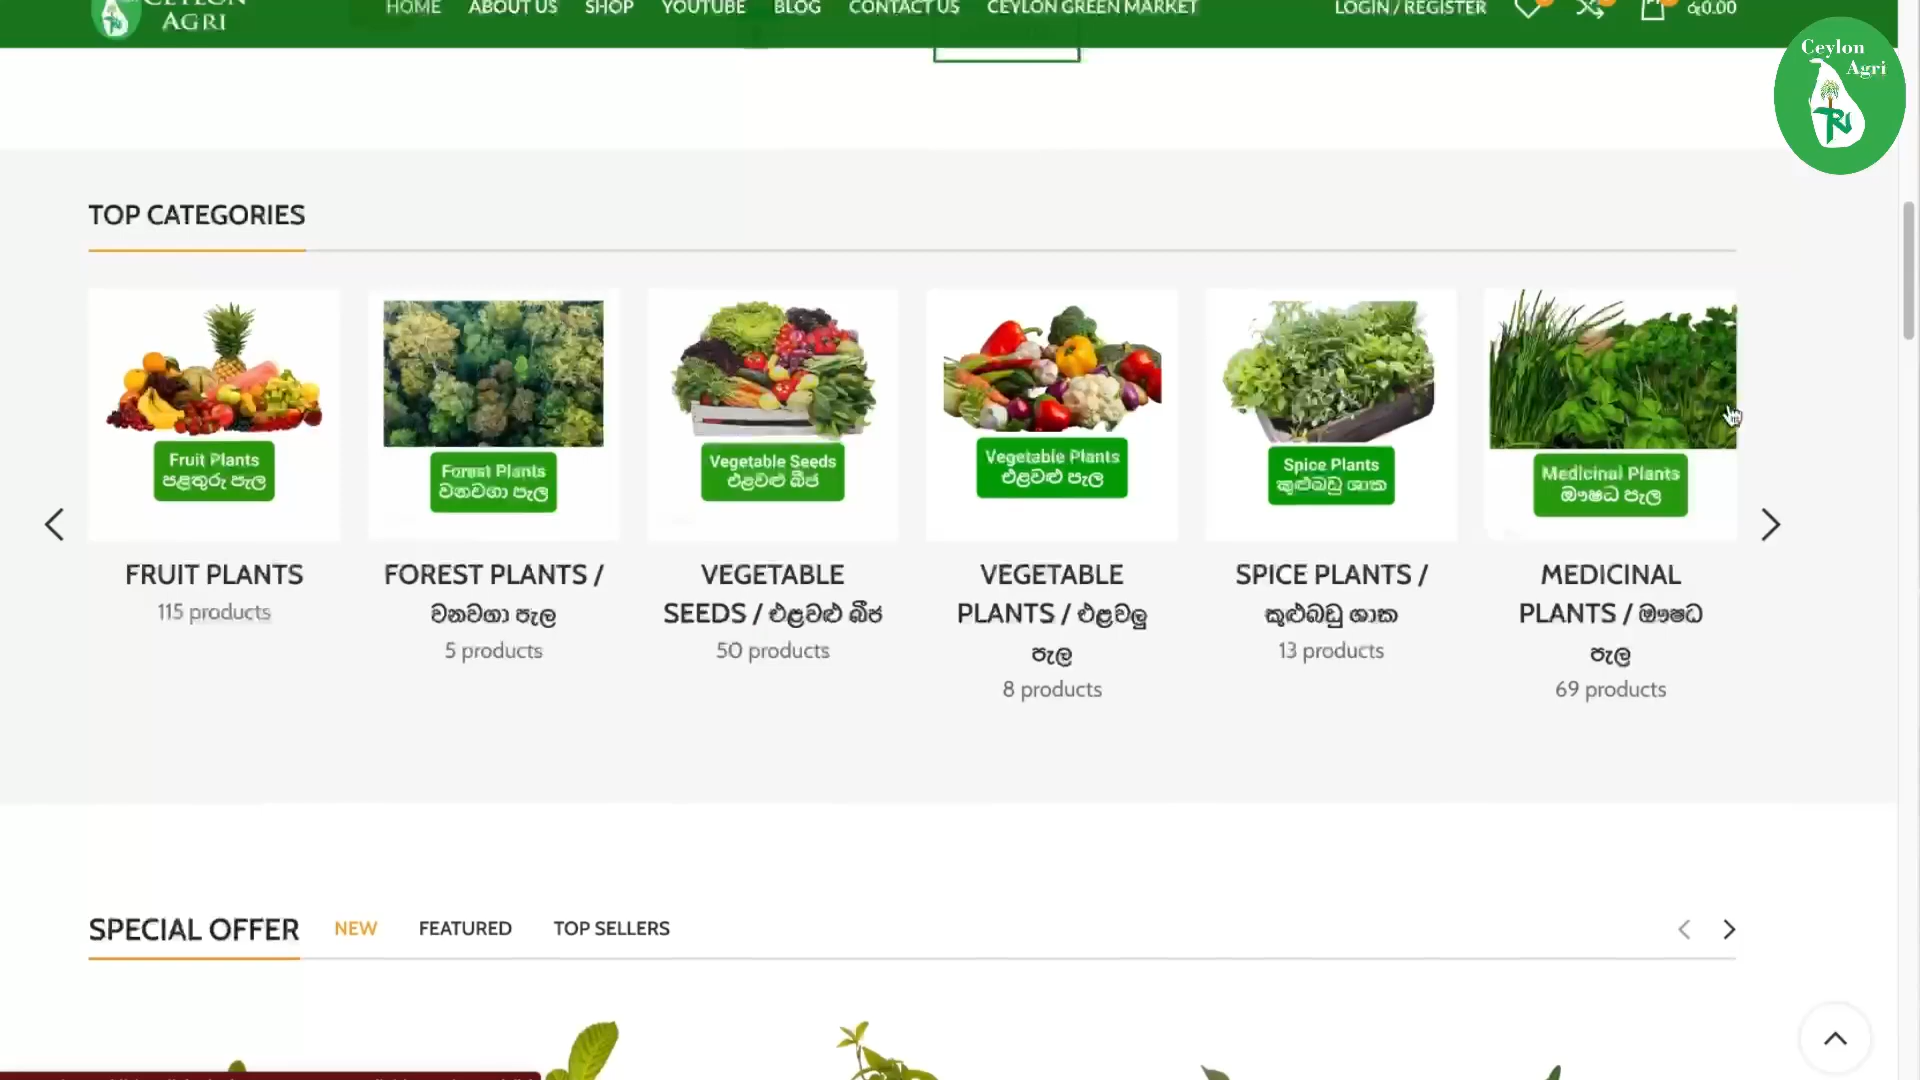 CEYLON
AGRI
HOME ABOUT US SHOP YOUTUBE BLOG CONTACT US CEYLON GREEN MARKET LOGIN / REGISTER රු0.00
Ceylon
Agri
TOP CATEGORIES
Fruit Plants
පළතුරු පැල
Forest Plants
වනවගා පැල
Vegetable Seeds
එළවළු බීජ
Vegetable Plants
එළවළු පැල
Spice Plants
කුළුබඩු ශාක
Medicinal Plants
ඖෂධ පැල
FRUIT PLANTS
115 products
FOREST PLANTS /
වනවගා පැල
5 products
VEGETABLE
SEEDS / එළවළු බීජ
50 products
VEGETABLE
PLANTS / එළවලු
පැල
8 products
SPICE PLANTS /
කුළුබඩු ශාක
13 products
MEDICINAL
PLANTS / ඖෂධ
පැල
69 products
SPECIAL OFFER NEW FEATURED TOP SELLERS